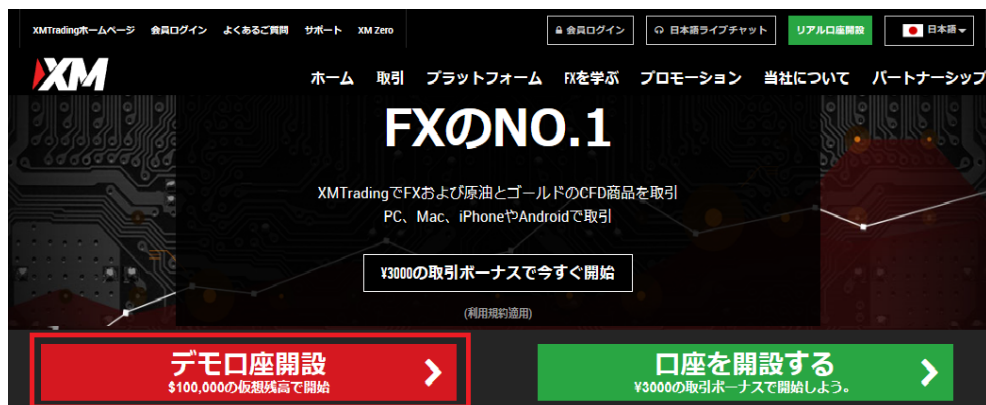 XMTradingホームページ 会員ログイン よくあるご質問 サポート XM Zero 会員ログイン 日本語ライブチャット リアル口座開設 日本語
XM ホーム 取引 プラットフォーム FXを学ぶ プロモーション 当社について パートナーシップ
FXのNO.1
XMTradingでFXおよび原油とゴールドのCFD商品を取引
PC、Mac、iPhoneやAndroidで取引
¥3000の取引ボーナスで今すぐ開始
(利用規約適用)
デモ口座開設
$100,000の仮想残高で開始
口座を開設する
¥3000の取引ボーナスで開始しよう。